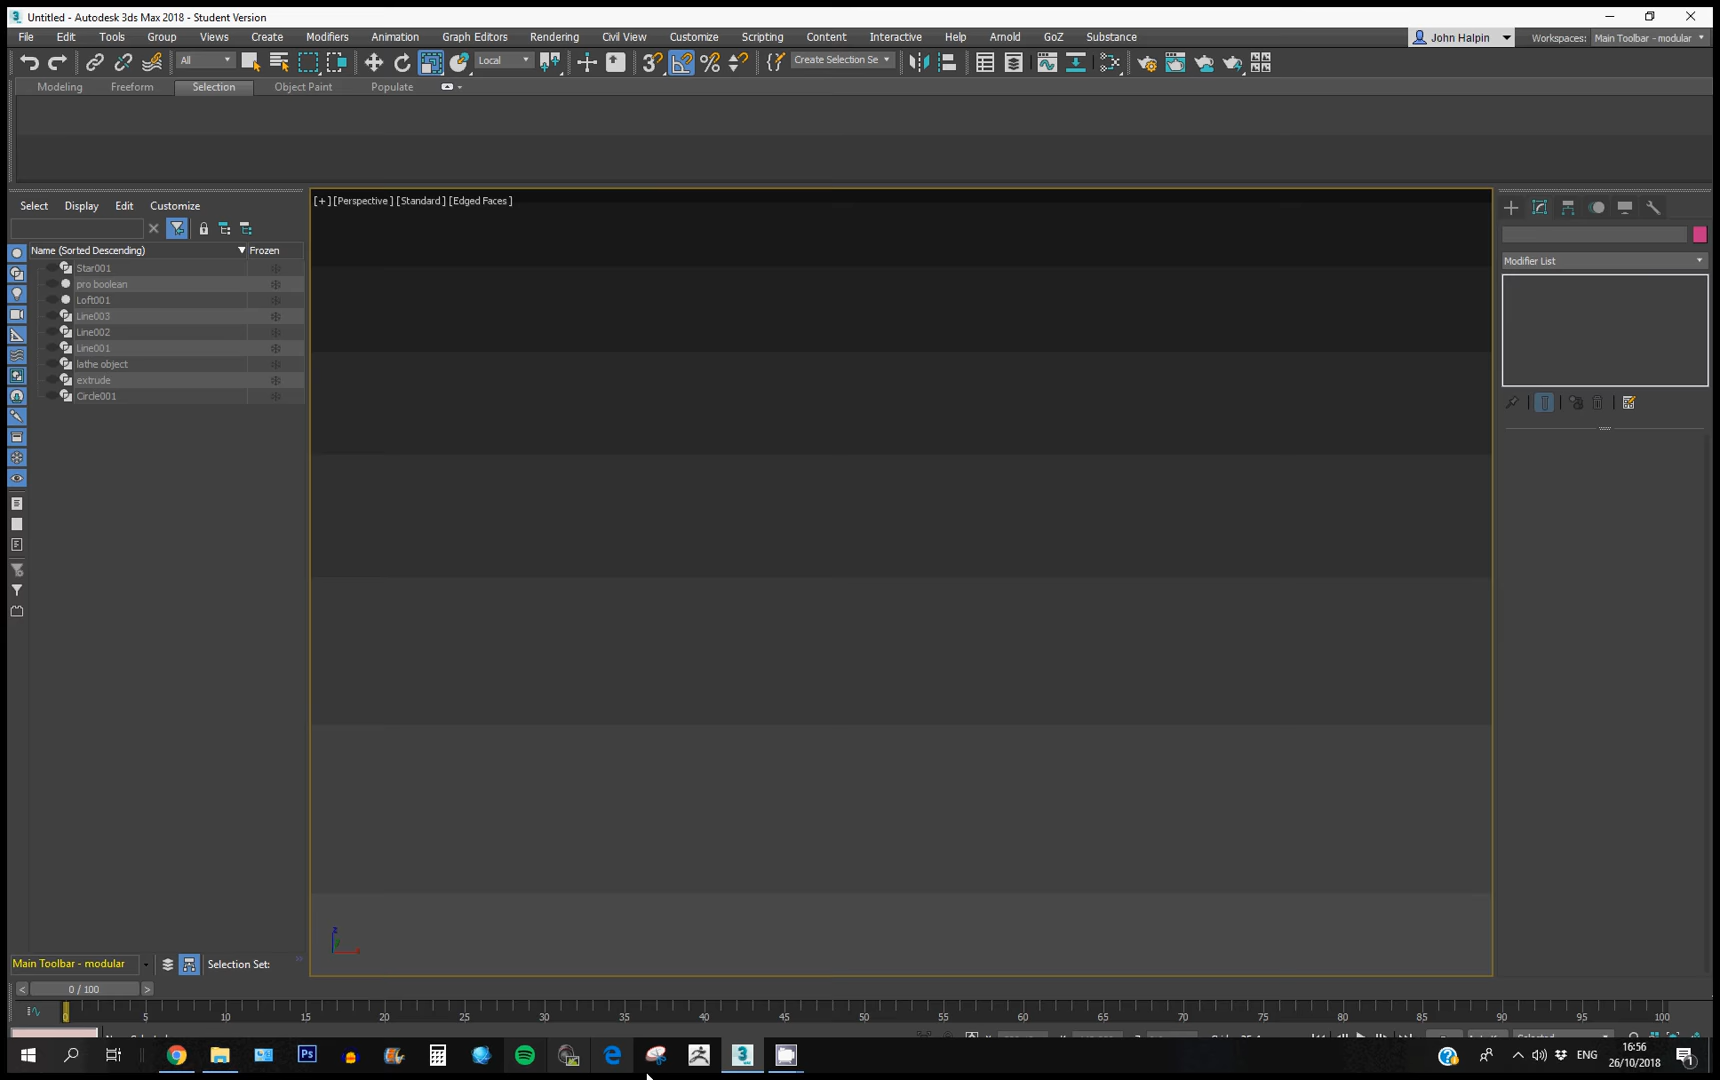 Untitled - Autodesk 3ds Max 2018 - Student Version
File Edit Tools Group Views Create Modifiers Animation Graph Editors Rendering Civil View Customize Scripting Content Interactive Help Arnold GoZ Substance
John Halpin Workspaces: Main Toolbar - modular
All Local Create Selection Se
Modeling Freeform Selection Object Paint Populate
Select Display Edit Customize
[+] [Perspective] [Standard] [Edged Faces]
Name (Sorted Descending) Frozen
Modifier List
Star001
pro boolean
Loft001
Line003
Line002
Line001
lathe object
extrude
Circle001
z
Main Toolbar - modular Selection Set:
< 0 / 100 >
0 5 10 15 20 25 30 35 40 45 50 55 60 65 70 75 80 85 90 95 100
Ps 3 ENG 16:56
26/10/2018